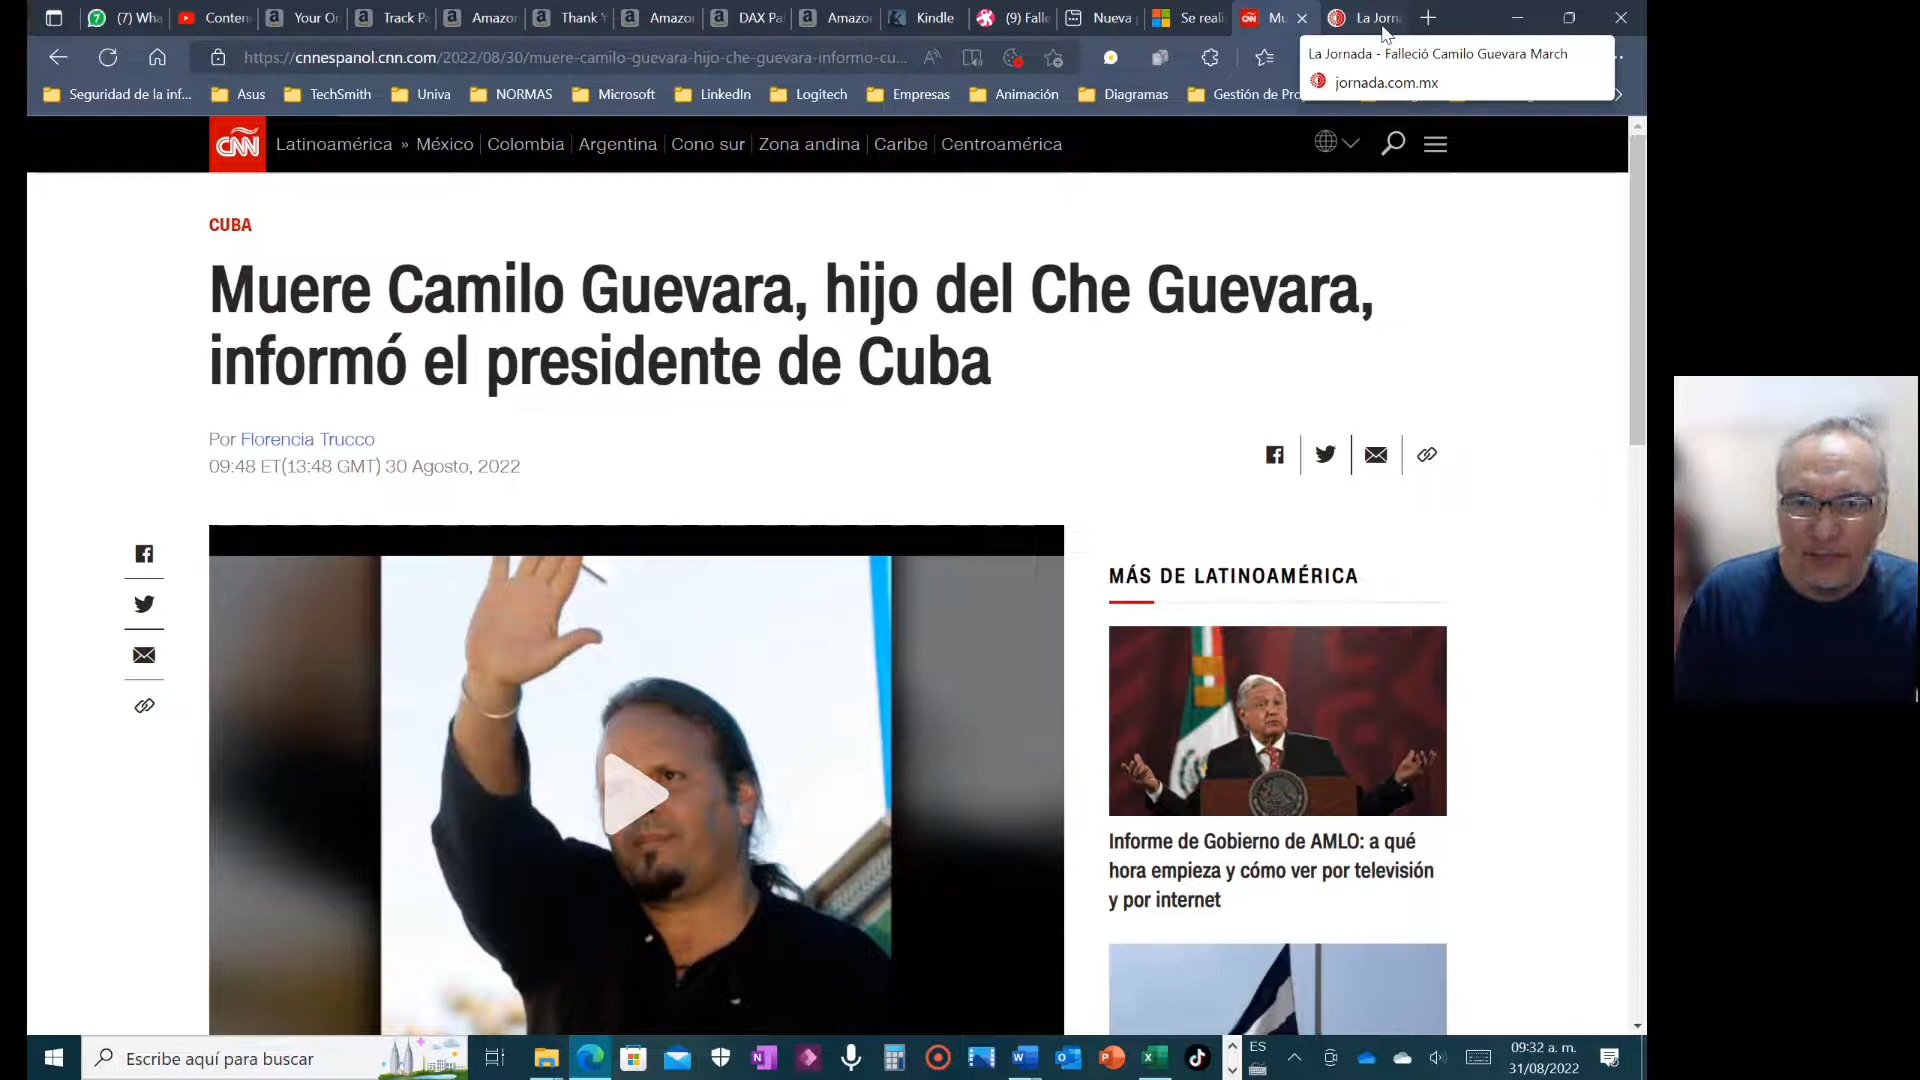 (7) Wha
Conten
Your O
Track Pa
Amazo
Thank Y
Amazo
DAX Pa
Amazo
Kindle
(9) Falle
Nueva p
Se reali
Mu
La Jorna
https://cnnespanol.cnn.com/2022/08/30/muere-camilo-guevara-hijo-che-guevara-informo-cu...
La Jornada - Falleció Camilo Guevara March
jornada.com.mx
Seguridad de la inf...
Asus
TechSmith
Univa
NORMAS
Microsoft
LinkedIn
Logitech
Empresas
Animación
Diagramas
Gestión de Pro
CNN
Latinoamérica » México | Colombia | Argentina | Cono sur | Zona andina | Caribe | Centroamérica
CUBA
Muere Camilo Guevara, hijo del Che Guevara,
informó el presidente de Cuba
Por Florencia Trucco
09:48 ET(13:48 GMT) 30 Agosto, 2022
MÁS DE LATINOAMÉRICA
Informe de Gobierno de AMLO: a qué
hora empieza y cómo ver por televisión
y por internet
Escribe aquí para buscar
ES
09:32 a. m.
31/08/2022